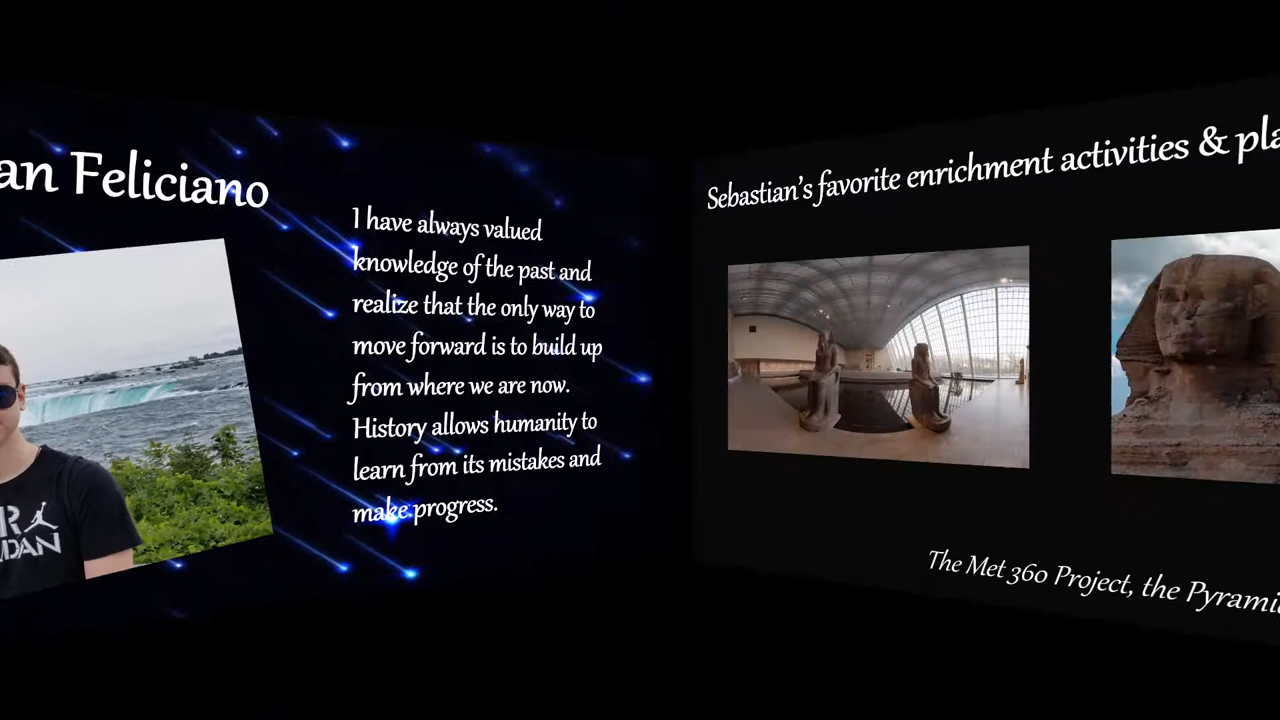 an Feliciano
I have always valued
knowledge of the past and
realize that the only way to
move forward is to build up
from where we are now.
History allows humanity to
learn from its mistakes and
make progress.
R
DAN
Sebastian's favorite enrichment activities & pla
The Met 360 Project, the Pyrami